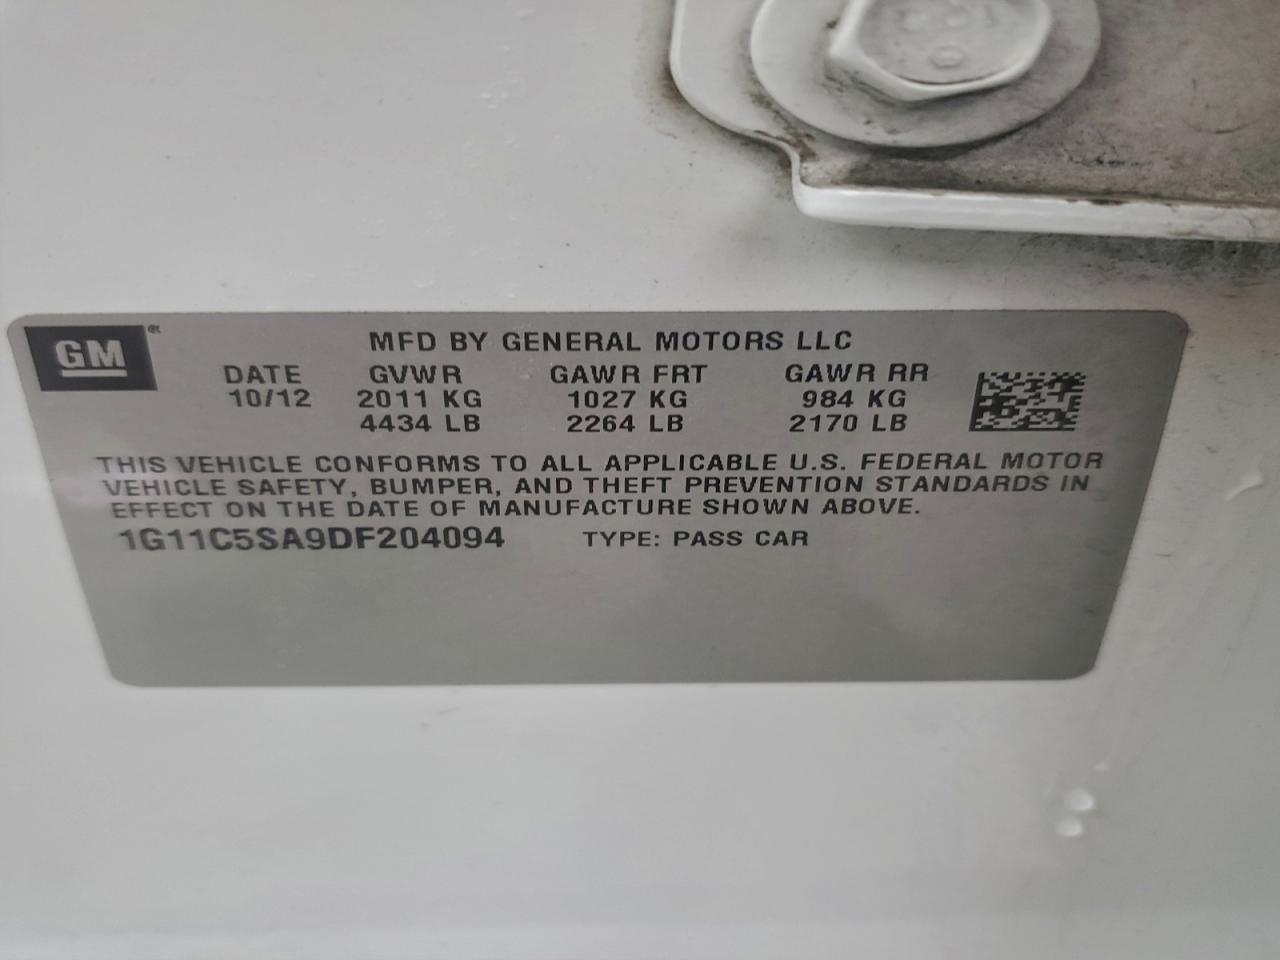 GM®
MFD BY GENERAL MOTORS LLC
DATE GVWR GAWR FRT GAWR RR
10/12 2011 KG 1027 KG 984 KG
4434 LB 2264 LB 2170 LB
THIS VEHICLE CONFORMS TO ALL APPLICABLE U.S. FEDERAL MOTOR
VEHICLE SAFETY, BUMPER, AND THEFT PREVENTION STANDARDS IN
EFFECT ON THE DATE OF MANUFACTURE SHOWN ABOVE.
1G11C5SA9DF204094 TYPE: PASS CAR